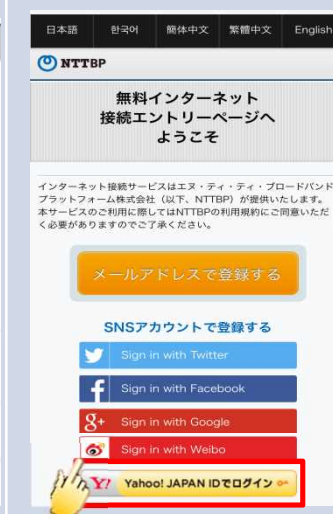 日本語 한국어 簡体中文 繁體中文 English
NTTBP
無料インターネット
接続エントリーページへ
ようこそ
インターネット接続サービスはエヌ・ティ・ティ・ブロードバンド
プラットフォーム株式会社（以下、NTTBP）が提供いたします。
本サービスのご利用に際してはNTTBPの利用規約にご同意いただ
く必要がありますのでご了承ください。
メールアドレスで登録する
SNSアカウントで登録する
Sign in with Twitter
Sign in with Facebook
Sign in with Google
Sign in with Weibo
Y! Yahoo! JAPAN IDでログイン